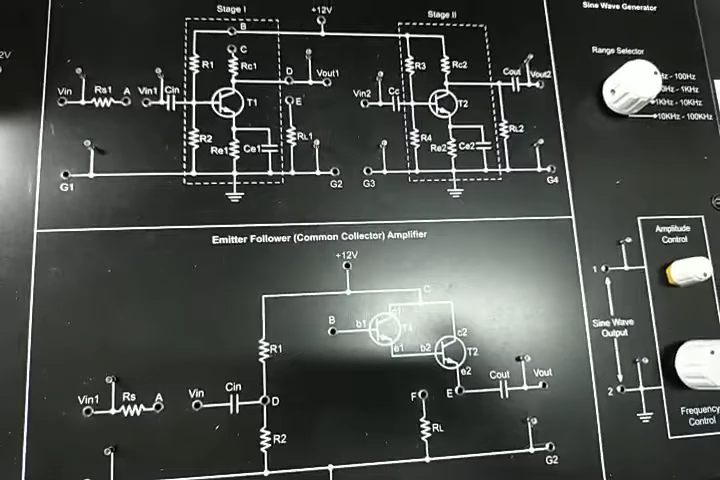 Stage I
+12V
Stage II
Sine Wave Generator
2V
B
C
R1
Rc1
R3
Rc2
Range Selector
Hz - 100Hz
0Hz - 1KHz
1KHz - 10KHz
10KHz - 100KHz
Vin
Rs1
A
Vin1
Cin
T1
D
Vout1
E
Vin2
Cc
T2
Cout
Vout2
R2
Re1
Ce1
RL1
R4
Re2
Ce2
RL2
G1
G2
G3
G4
Emitter Follower (Common Collector) Amplifier
+12V
Amplitude
Control
B
b1
C
c2
R1
e1
b2
T2
e2
1
Sine Wave
Output
2
Vin1
Rs
A
Vin
Cin
D
F
E
Cout
Vout
R2
RL
G2
Frequency
Control